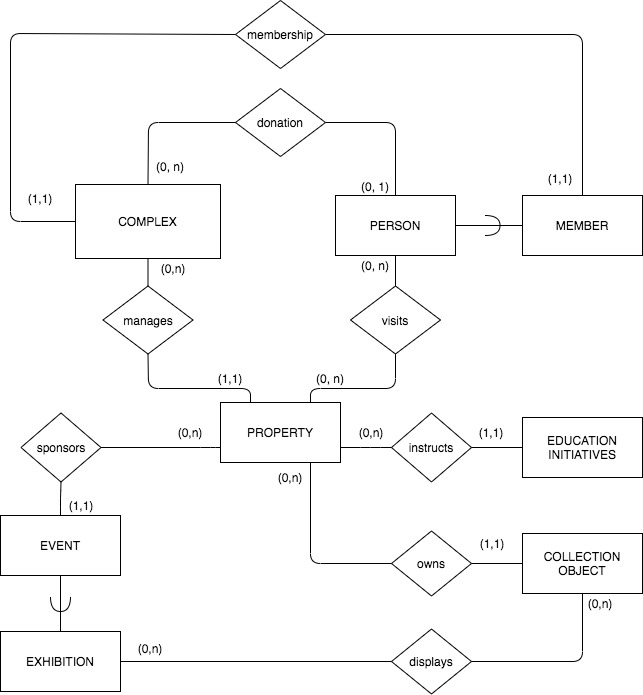 membership
donation
(0, n)
(0, 1)
(1,1)
(1,1)
COMPLEX
PERSON
MEMBER
(0,n)
(0, n)
manages
visits
(1,1)
(0, n)
PROPERTY
(0,n)
(0,n)
(1,1)
sponsors
instructs
EDUCATION
INITIATIVES
(0,n)
(1,1)
EVENT
(1,1)
owns
COLLECTION
OBJECT
(0,n)
(0,n)
EXHIBITION
displays